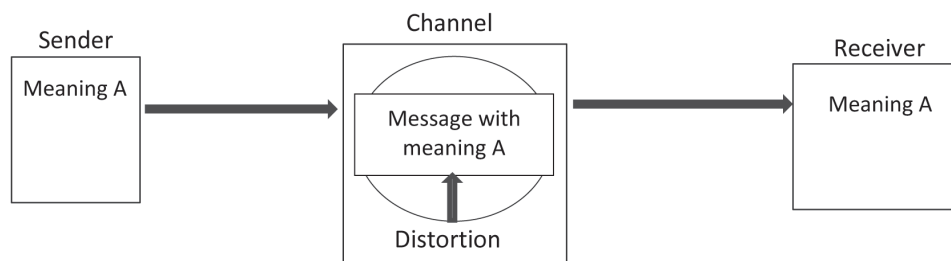 Sender
Meaning A
Channel
Message with
meaning A
Distortion
Receiver
Meaning A